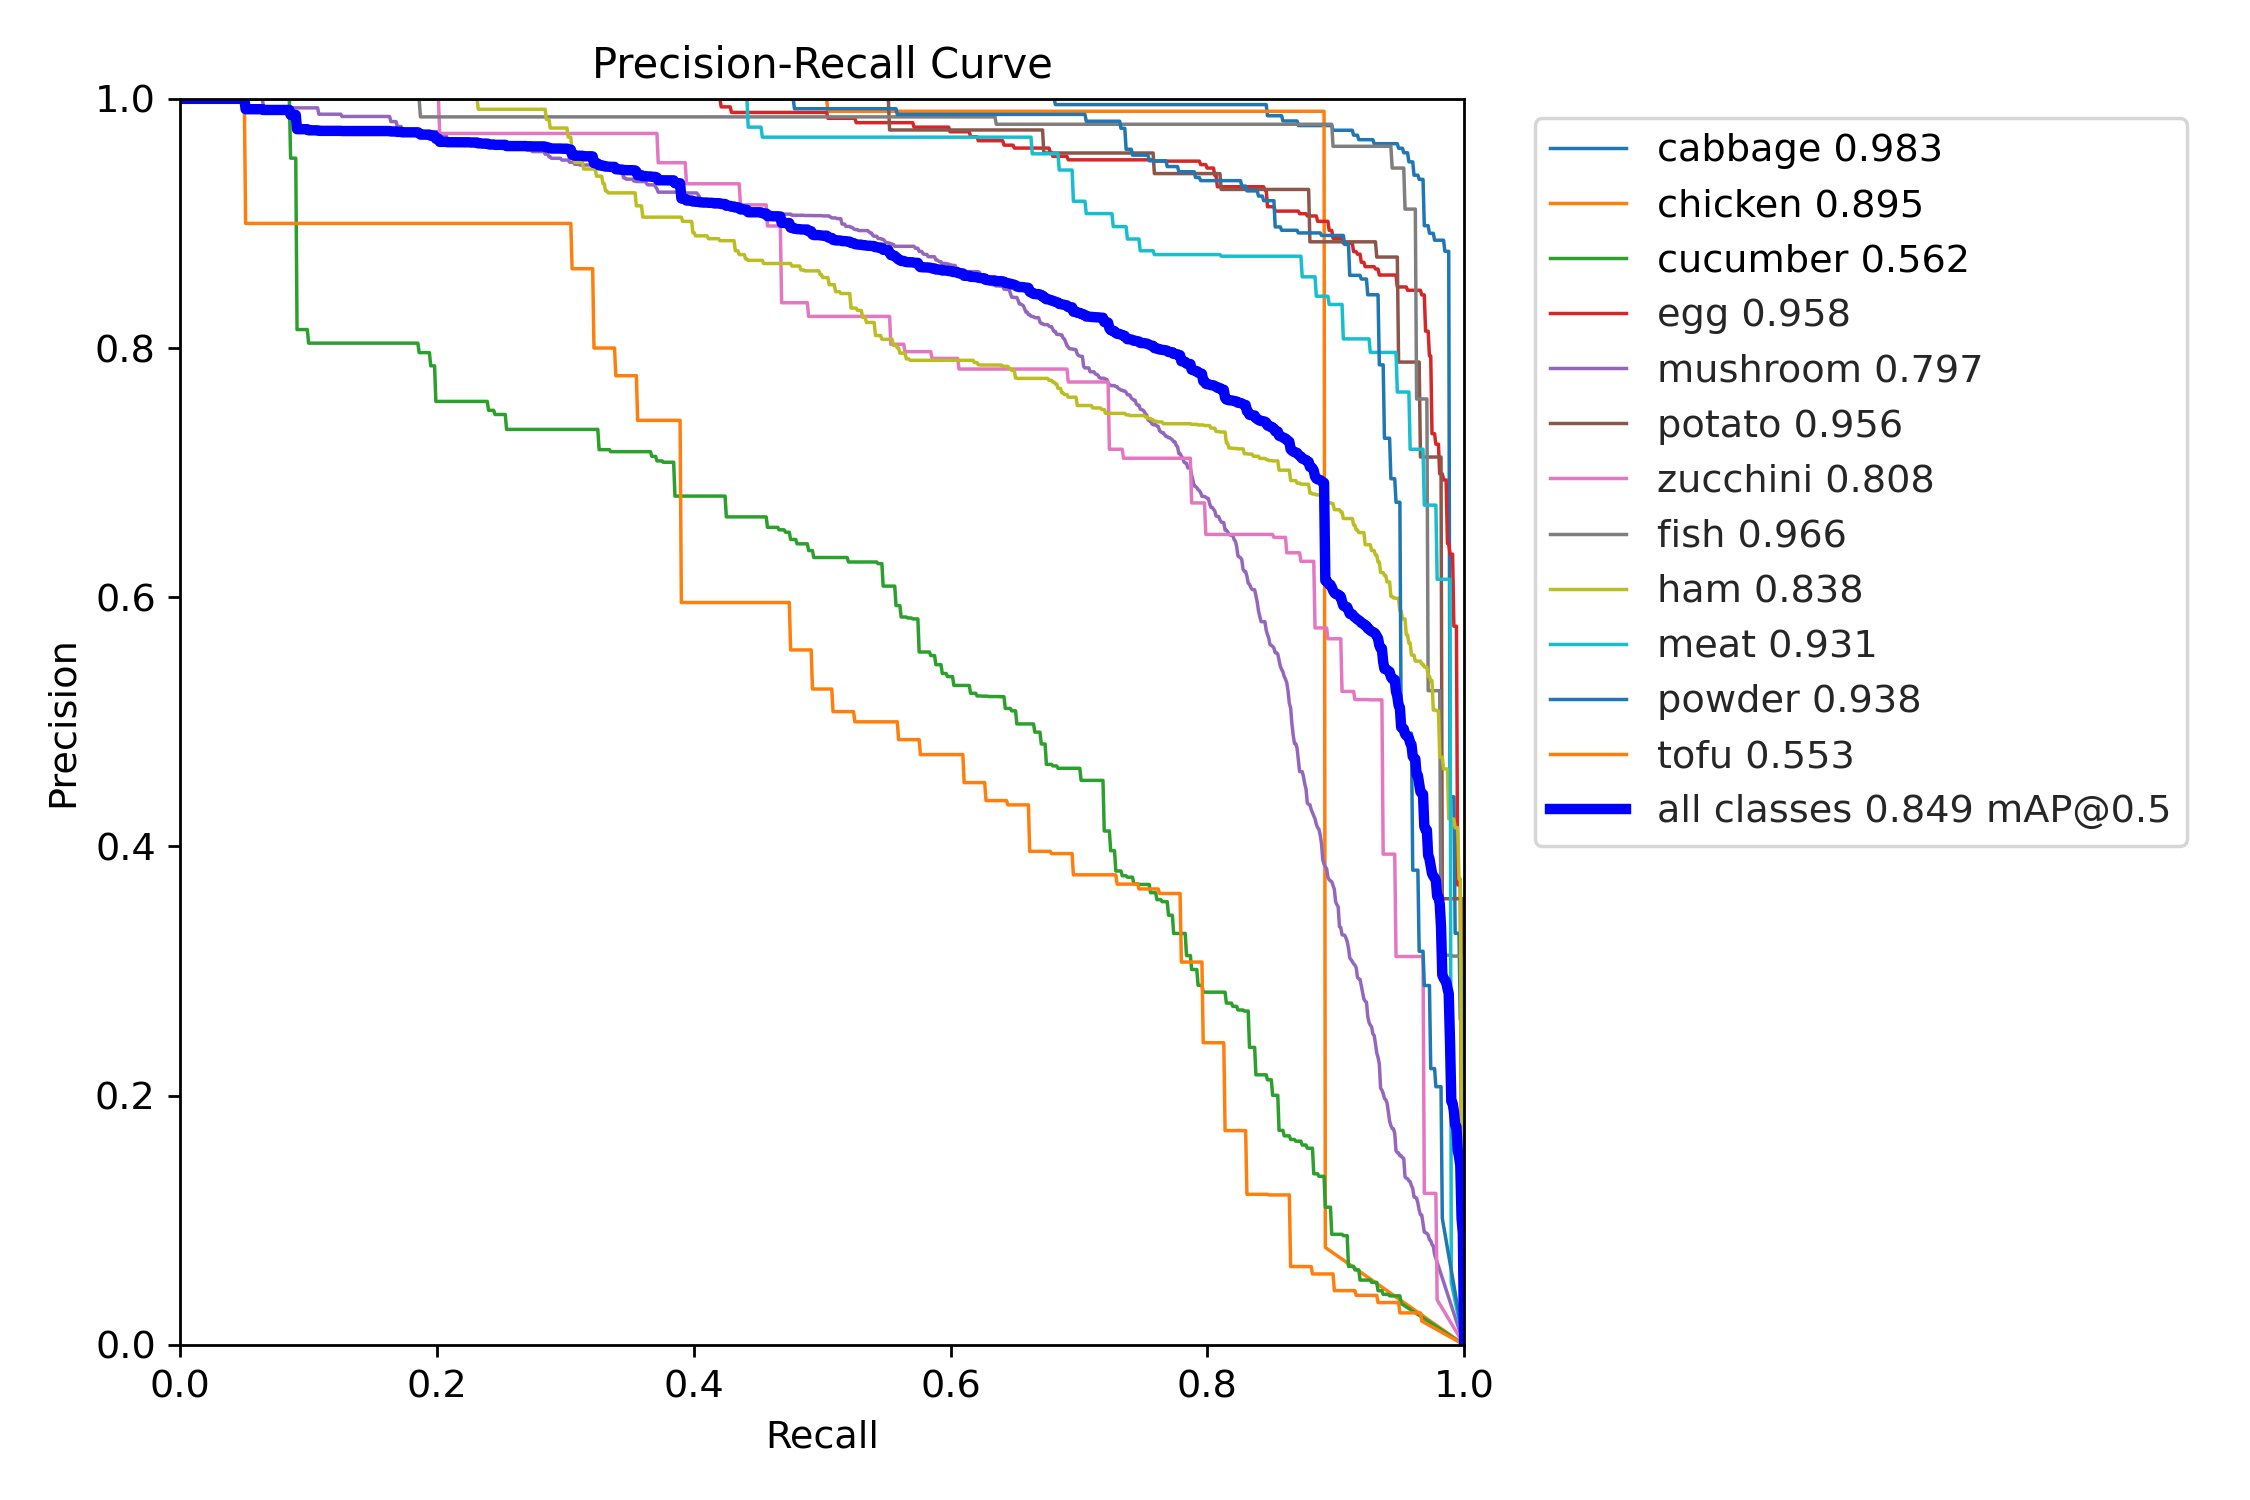 Precision-Recall Curve
1.0
0.8
0.6
0.4
0.2
0.0
Precision
0.0 0.2 0.4 0.6 0.8 1.0
Recall
cabbage 0.983
chicken 0.895
cucumber 0.562
egg 0.958
mushroom 0.797
potato 0.956
zucchini 0.808
fish 0.966
ham 0.838
meat 0.931
powder 0.938
tofu 0.553
all classes 0.849 mAP@0.5